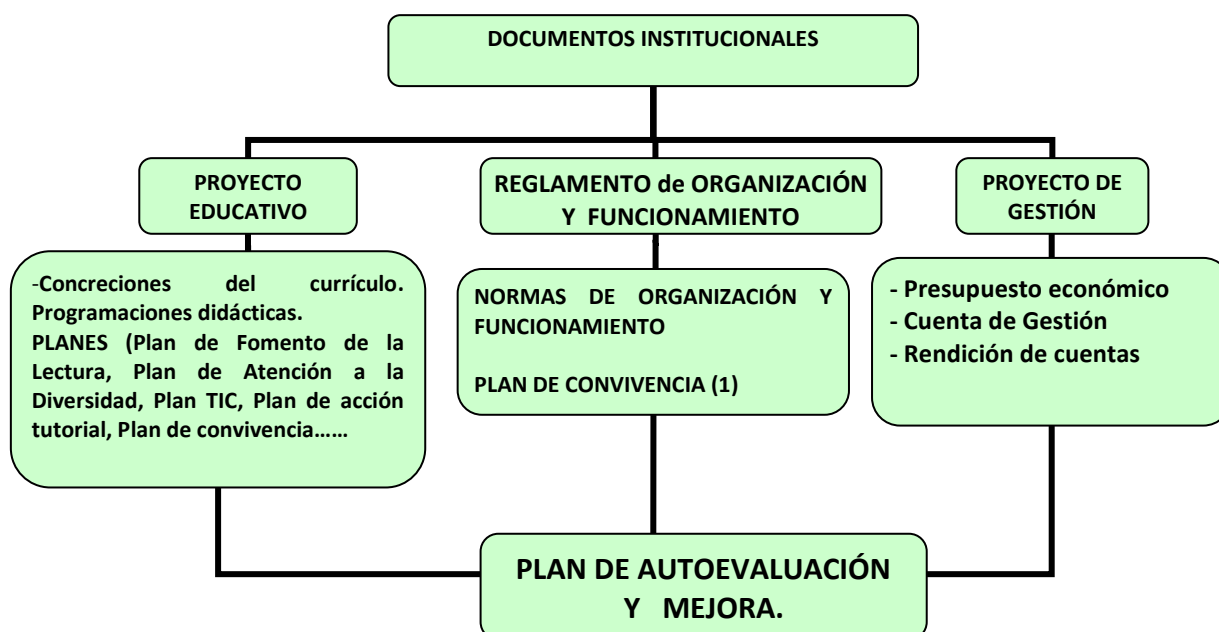 DOCUMENTOS INSTITUCIONALES
PROYECTO
EDUCATIVO
REGLAMENTO de ORGANIZACIÓN
Y FUNCIONAMIENTO
PROYECTO DE
GESTIÓN
-Concreciones del currículo.
Programaciones didácticas.
PLANES (Plan de Fomento de la
Lectura, Plan de Atención a la
Diversidad, Plan TIC, Plan de acción
tutorial, Plan de convivencia……
NORMAS DE ORGANIZACIÓN Y
FUNCIONAMIENTO
PLAN DE CONVIVENCIA (1)
- Presupuesto económico
- Cuenta de Gestión
- Rendición de cuentas
PLAN DE AUTOEVALUACIÓN
Y MEJORA.